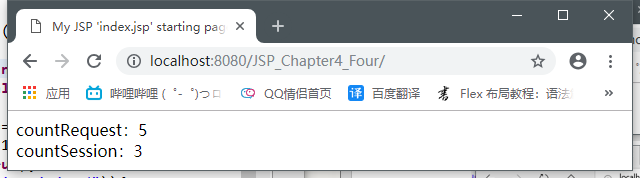 My JSP 'index.jsp' starting pag
localhost:8080/JSP_Chapter4_Four/
应用 哔哩哔哩 ( ゜- ゜)つロ QQ情侣首页 百度翻译 Flex 布局教程：语法
countRequest：5
countSession：3